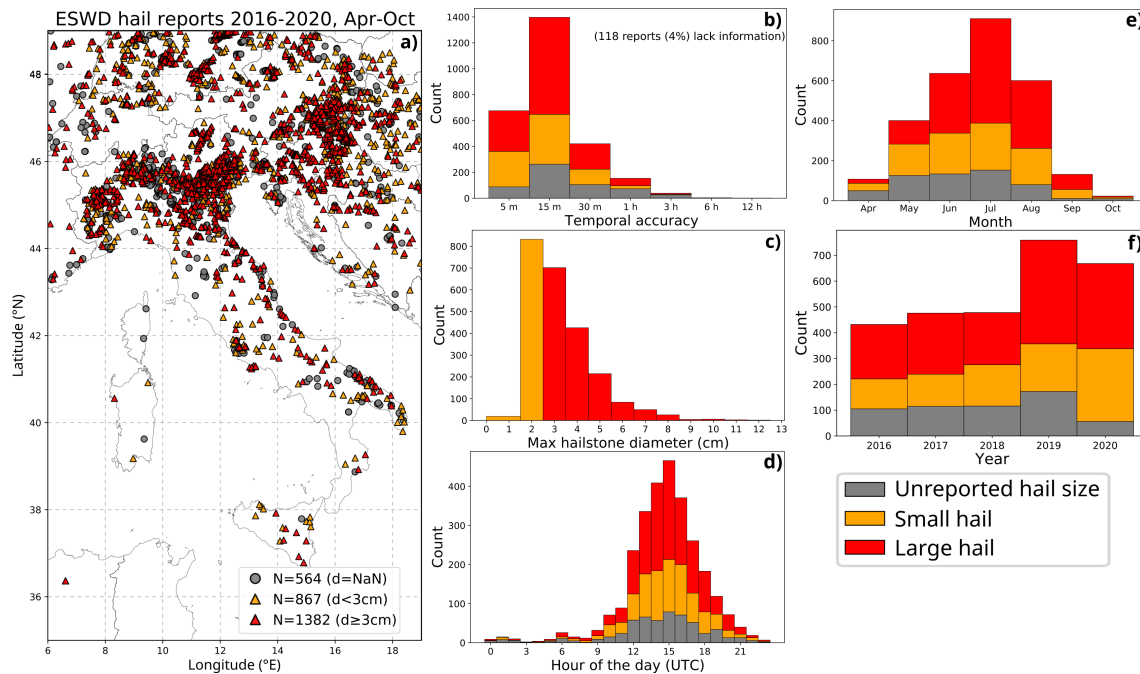 ESWD hail reports 2016-2020, Apr-Oct
a)
48
46
44
42
40
38
36
Latitude (°N)
N=564 (d=NaN)
N=867 (d<3cm)
N=1382 (d≥3cm)
6 8 10 12 14 16 18
Longitude (°E)
b)
(118 reports (4%) lack information)
1400
1200
1000
800
600
400
200
0
Count
5 m 15 m 30 m 1 h 3 h 6 h 12 h
Temporal accuracy
c)
800
700
600
500
400
300
200
100
0
Count
0 1 2 3 4 5 6 7 8 9 10 11 12 13
Max hailstone diameter (cm)
d)
400
300
200
100
0
Count
0 3 6 9 12 15 18 21
Hour of the day (UTC)
e)
800
600
400
200
0
Count
Apr May Jun Jul Aug Sep Oct
Month
f)
700
600
500
400
300
200
100
0
Count
2016 2017 2018 2019 2020
Year
Unreported hail size
Small hail
Large hail